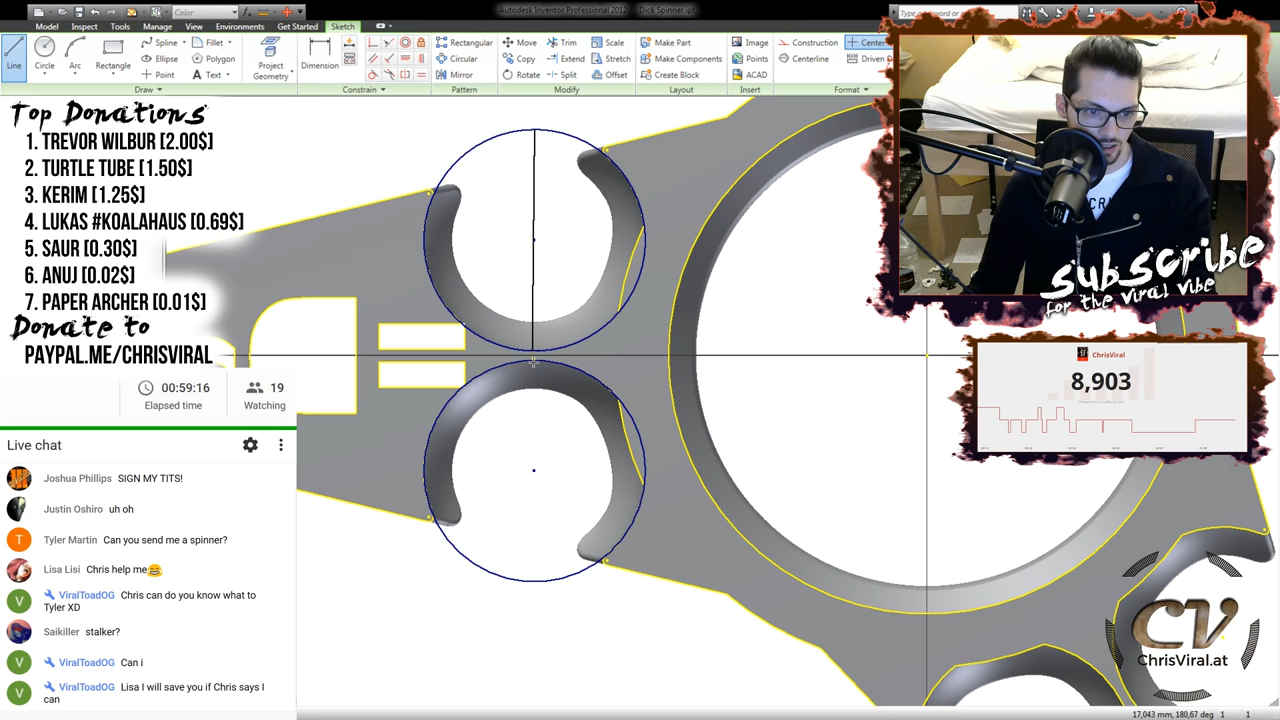 Color
Autodesk Inventor Professional 2012
Dick Spinner.ipt
Model Inspect Tools Manage View Environments Get Started Sketch
Line Circle Arc Rectangle
Spline Fillet
Ellipse Polygon
Point Text
Project Geometry
Dimension
Rectangular
Circular
Mirror
Move Trim Scale
Copy Extend Stretch
Rotate Split Offset
Make Part
Make Components
Create Block
Image
Points
ACAD
Construction
Centerline
Driven
Draw Constrain Pattern Modify Layout Insert Format
Top Donations
1. TREVOR WILBUR [2.00$]
2. TURTLE TUBE [1.50$]
3. KERIM [1.25$]
4. LUKAS #KOALAHAUS [0.69$]
5. SAUR [0.30$]
6. ANUJ [0.02$]
7. PAPER ARCHER [0.01$]
Donate to
PAYPAL.ME/CHRISVIRAL
00:59:16
Elapsed time
19
Watching
Live chat
Joshua Phillips SIGN MY TITS!
Justin Oshiro uh oh
Tyler Martin Can you send me a spinner?
Lisa Lisi Chris help me😂
ViralToadOG Chris can do you know what to
Tyler XD
Saikiller stalker?
ViralToadOG Can i
ViralToadOG Lisa I will save you if Chris says I
can
Subscribe
for the viral vibe
ChrisViral
8,903
CV
ChrisViral.at
17,043 mm, 180,67 deg 1 1